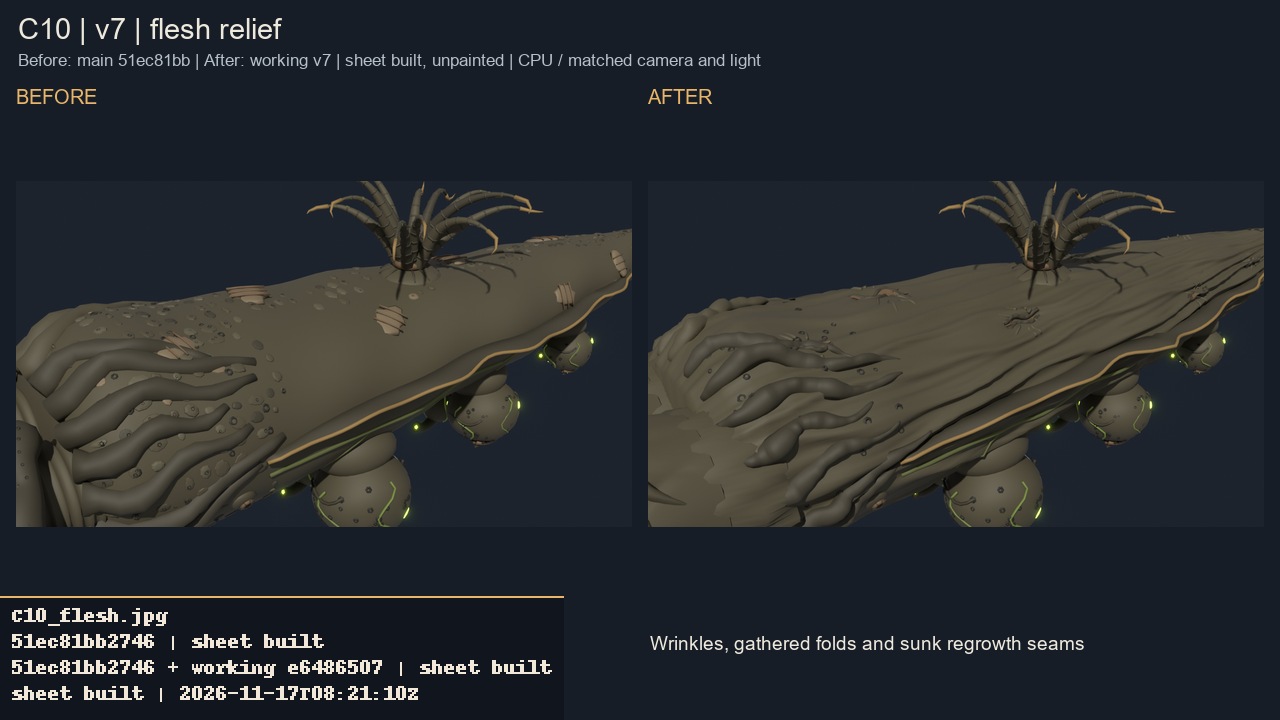 C10 | v7 | flesh relief
Before: main 51ec81bb | After: working v7 | sheet built, unpainted | CPU / matched camera and light
BEFORE
AFTER
C10_flesh.jpg
51ec81bb2746 | sheet built
51ec81bb2746 + working e6486507 | sheet built
sheet built | 2026-11-17T08:21:10Z
Wrinkles, gathered folds and sunk regrowth seams